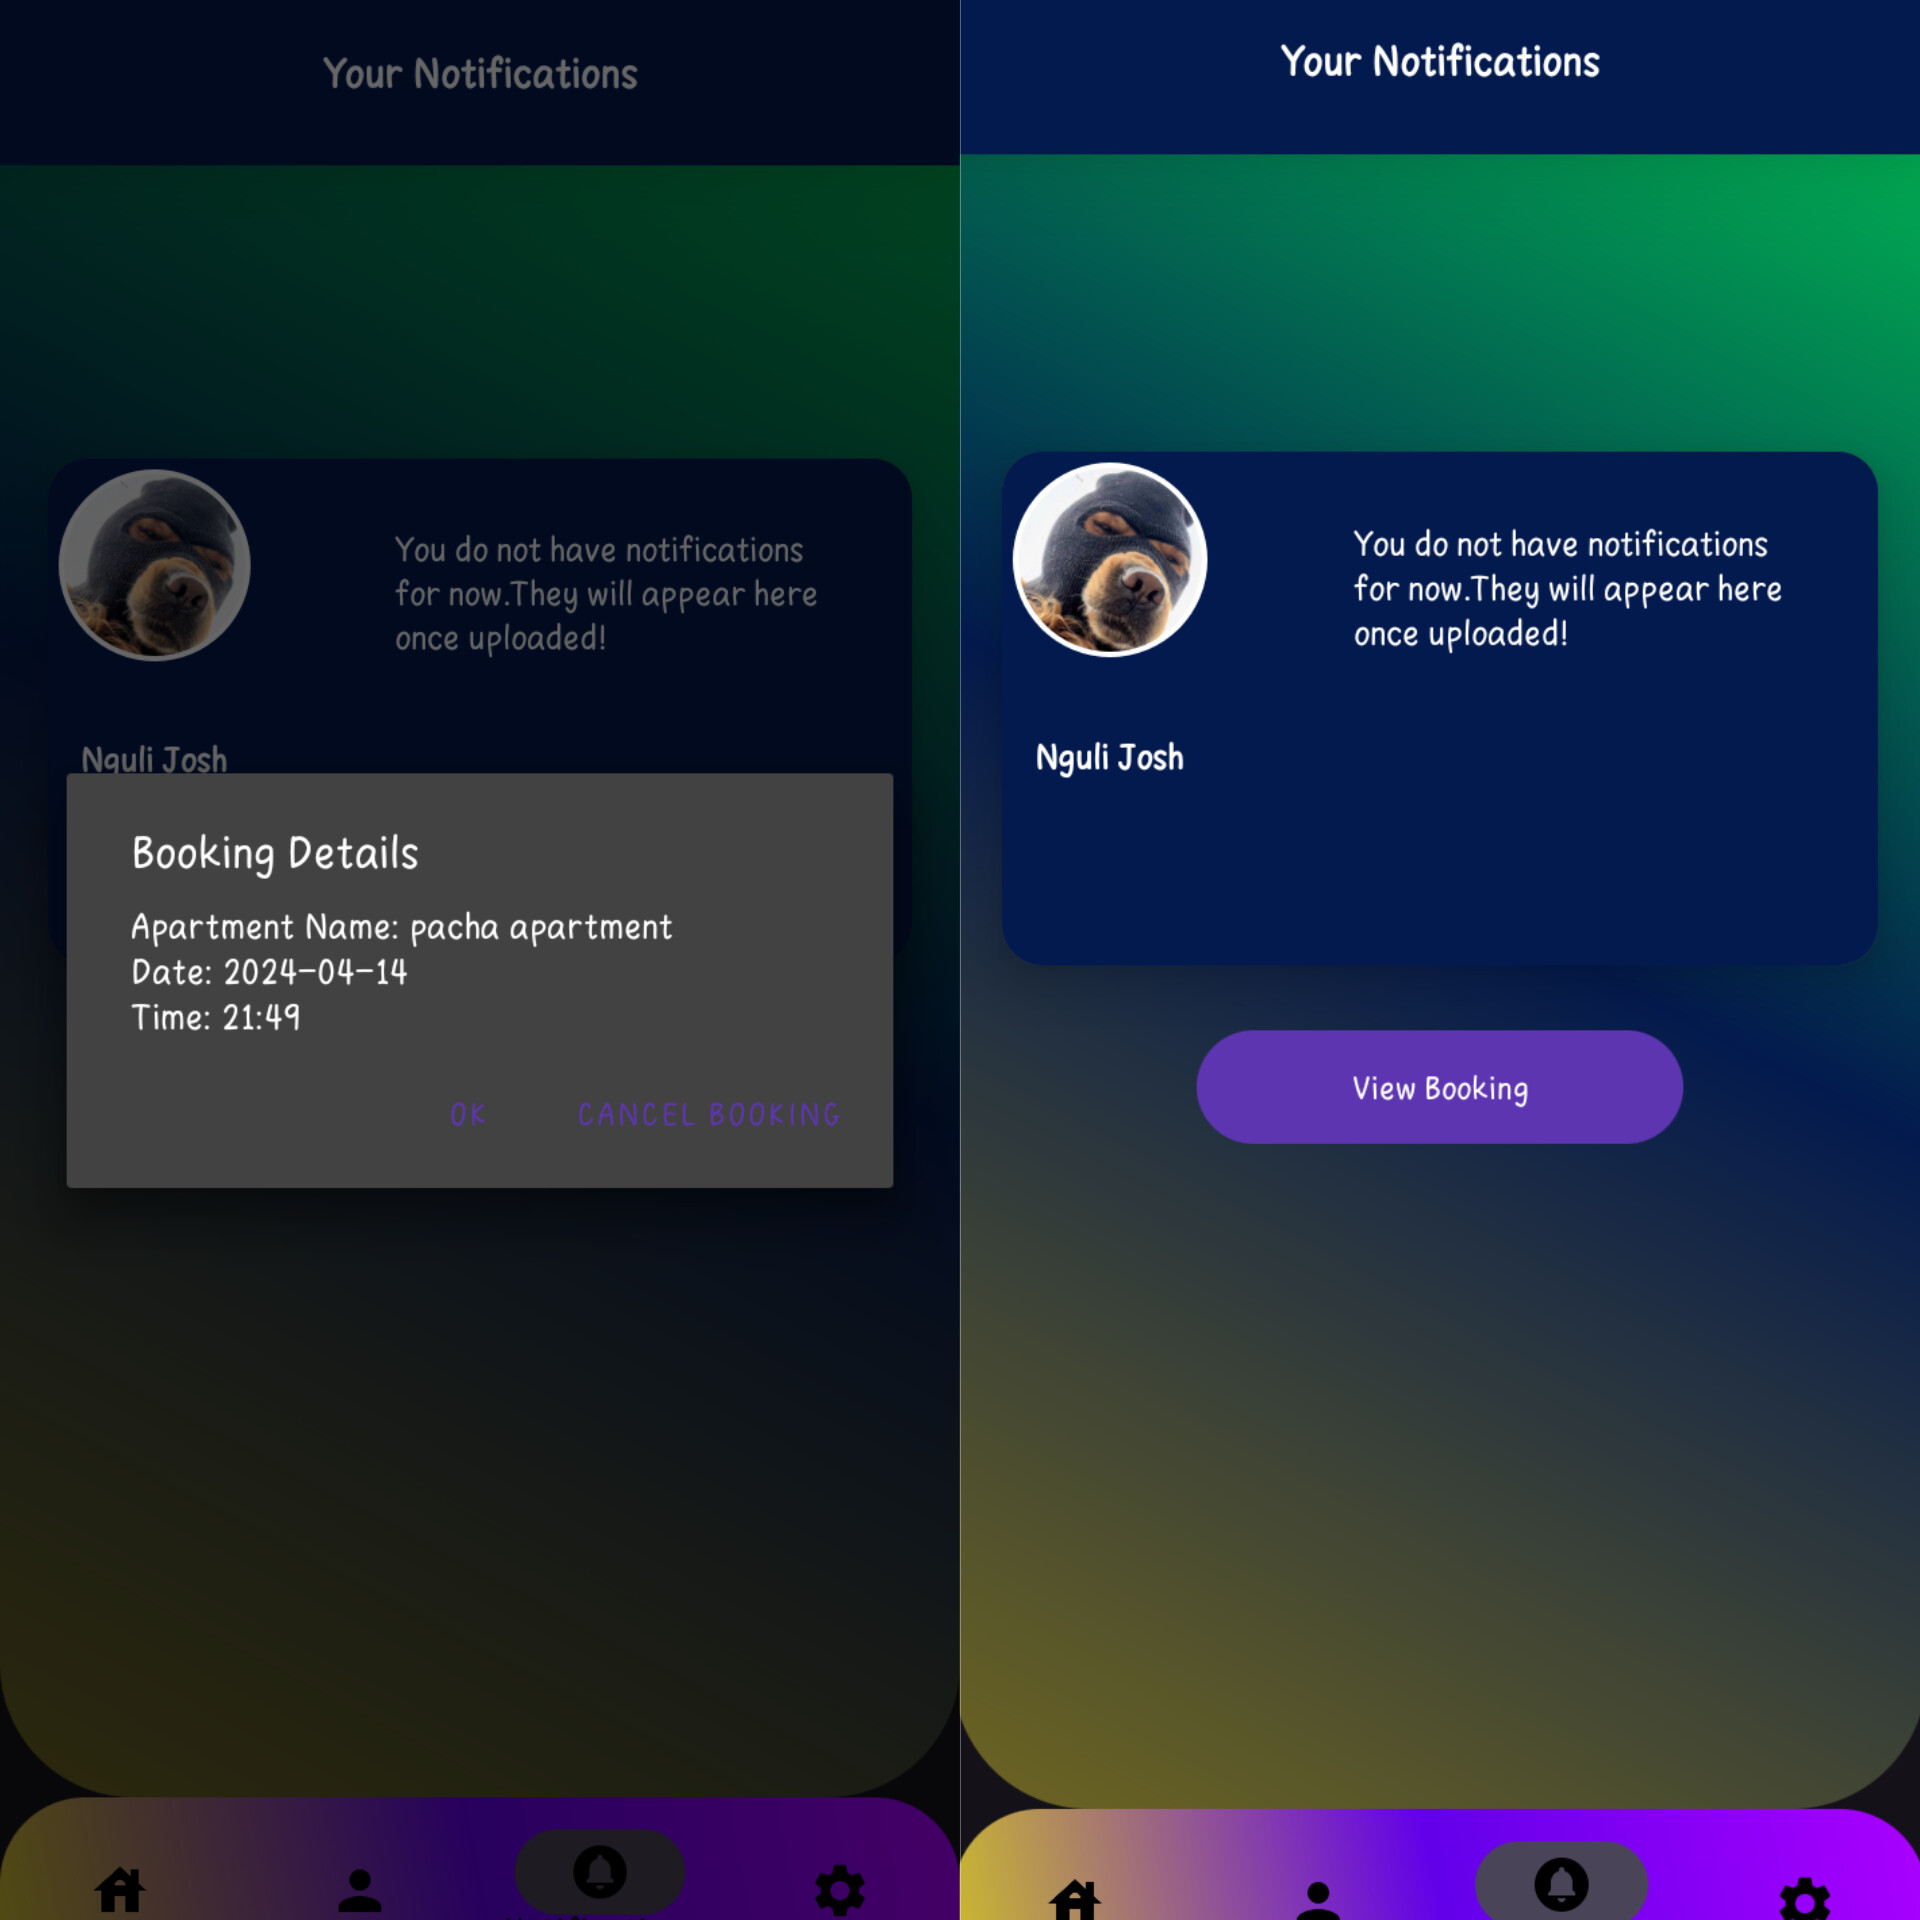 Your Notifications
You do not have notifications
for now.They will appear here
once uploaded!
Nguli Josh
Booking Details
Apartment Name: pacha apartment
Date: 2024-04-14
Time: 21:49
OK
CANCEL BOOKING
Your Notifications
You do not have notifications
for now.They will appear here
once uploaded!
Nguli Josh
View Booking